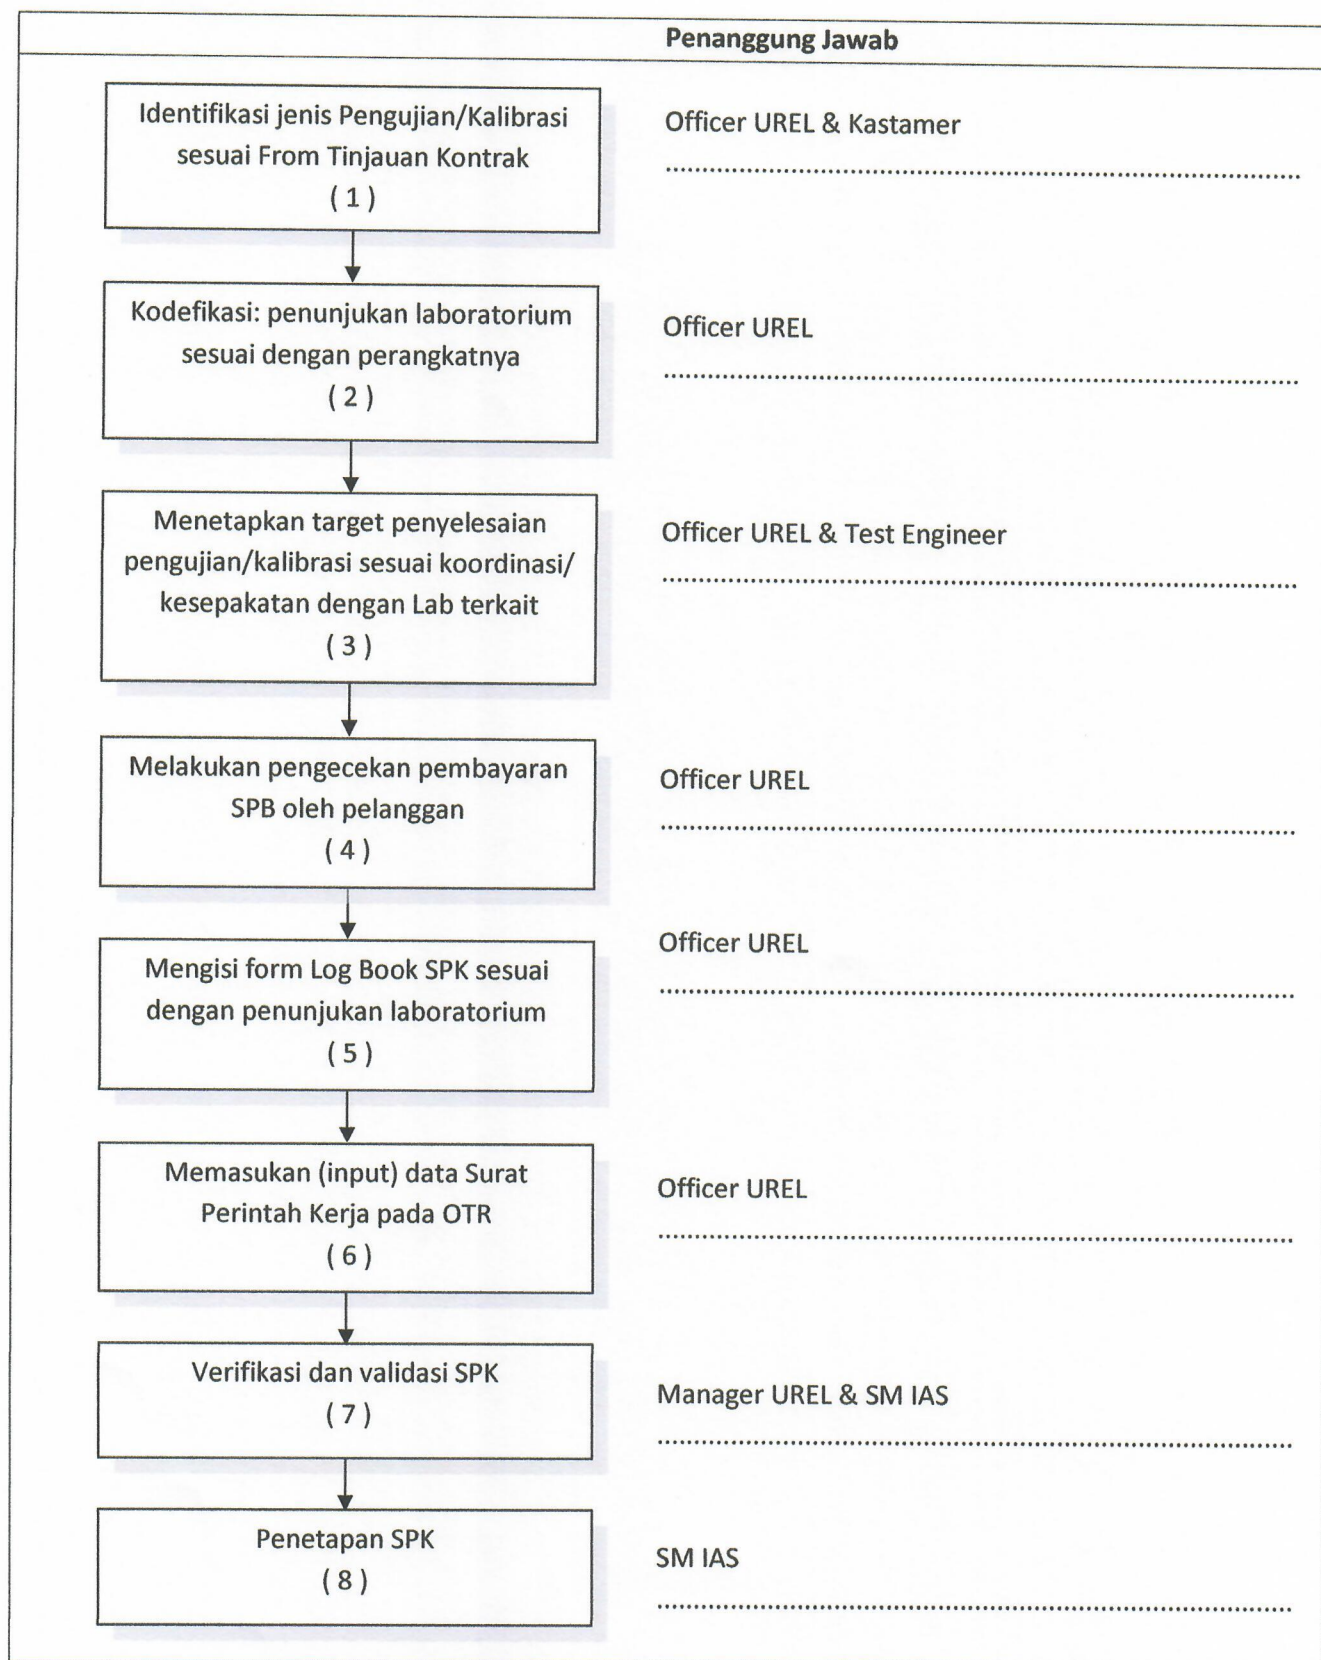 Penanggung Jawab
Identifikasi jenis Pengujian/Kalibrasi
sesuai From Tinjauan Kontrak
( 1 )
Officer UREL & Kastamer
................................................................................
Kodefikasi: penunjukan laboratorium
sesuai dengan perangkatnya
( 2 )
Officer UREL
................................................................................
Menetapkan target penyelesaian
pengujian/kalibrasi sesuai koordinasi/
kesepakatan dengan Lab terkait
( 3 )
Officer UREL & Test Engineer
................................................................................
Melakukan pengecekan pembayaran
SPB oleh pelanggan
( 4 )
Officer UREL
................................................................................
Mengisi form Log Book SPK sesuai
dengan penunjukan laboratorium
( 5 )
Officer UREL
................................................................................
Memasukan (input) data Surat
Perintah Kerja pada OTR
( 6 )
Officer UREL
................................................................................
Verifikasi dan validasi SPK
( 7 )
Manager UREL & SM IAS
................................................................................
Penetapan SPK
( 8 )
SM IAS
................................................................................